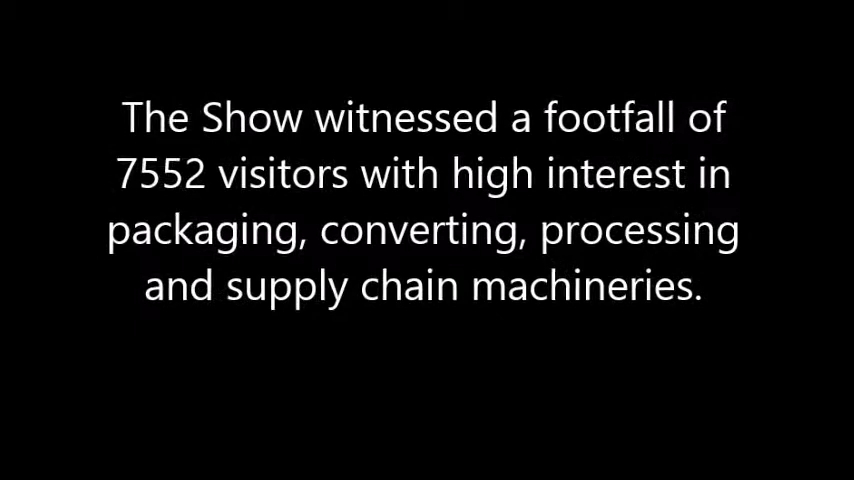 The Show witnessed a footfall of
7552 visitors with high interest in
packaging, converting, processing
and supply chain machineries.